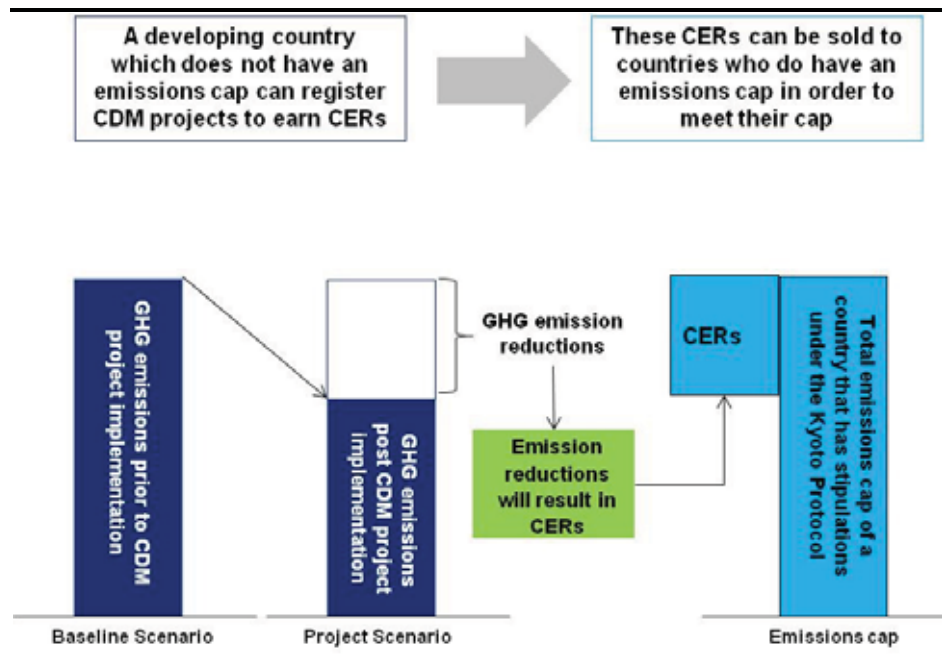 A developing country
which does not have an
emissions cap can register
CDM projects to earn CERs
These CERs can be sold to
countries who do have an
emissions cap in order to
meet their cap
GHG emissions prior to CDM
project implementation
GHG emissions
post CDM project
implementation
GHG emission
reductions
Emission
reductions
will result in
CERs
CERs
Total emissions cap of a
country that has stipulations
under the Kyoto Protocol
Baseline Scenario
Project Scenario
Emissions cap